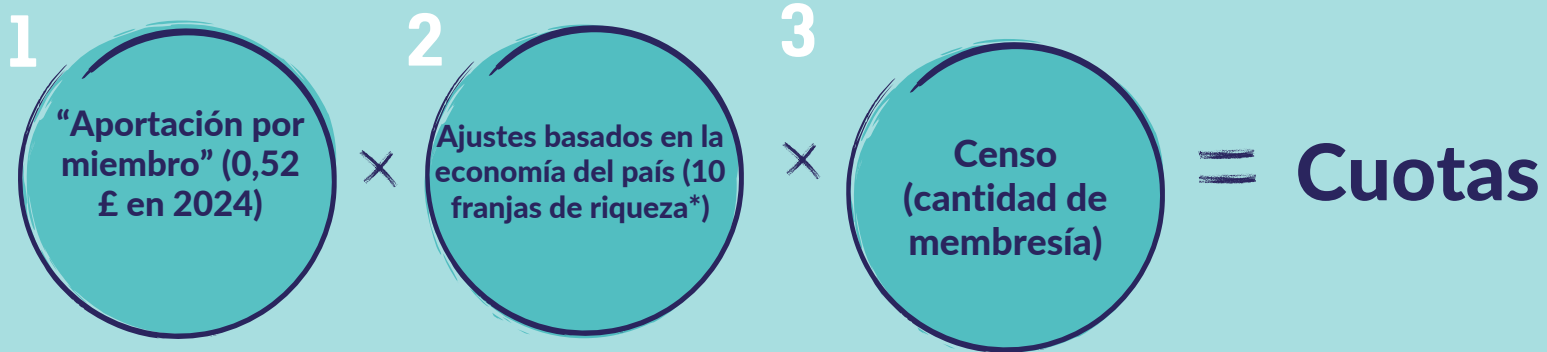 1
“Aportación por
miembro” (0,52
£ en 2024)
×
2
Ajustes basados en la
economía del país (10
franjas de riqueza*)
×
3
Censo
(cantidad de
membresía)
= Cuotas